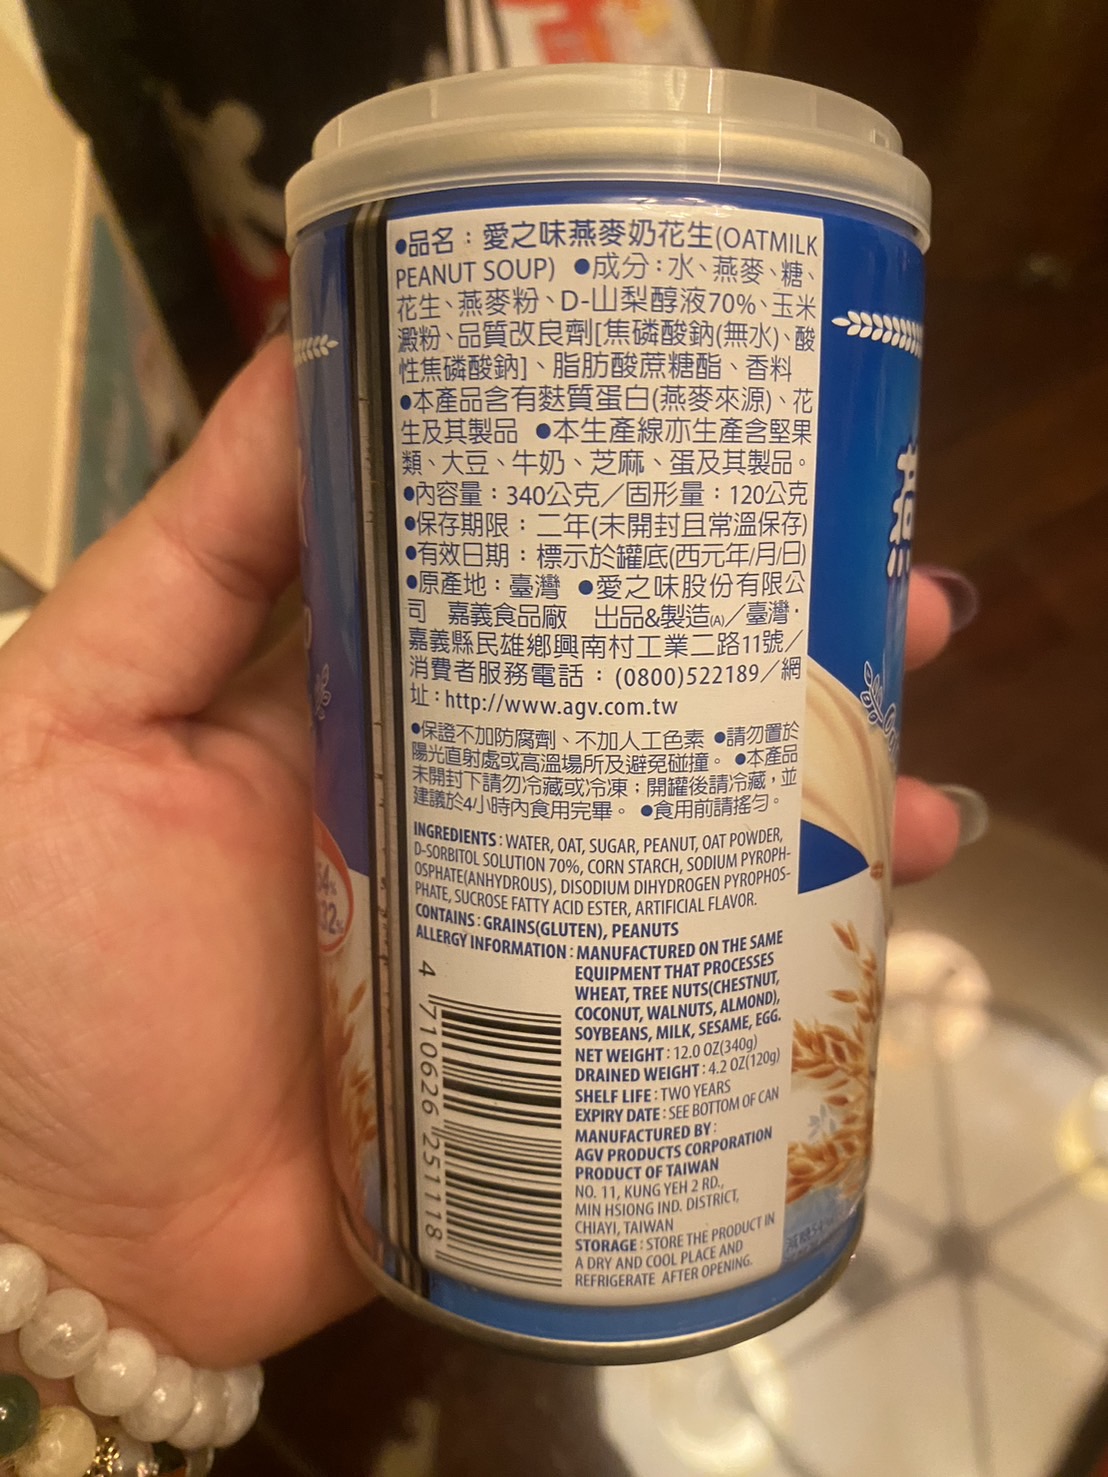 ●品名：愛之味燕麥奶花生(OATMILK
PEANUT SOUP) ●成分：水、燕麥、糖、
花生、燕麥粉、D-山梨醇液70%、玉米
澱粉、品質改良劑[焦磷酸鈉(無水)、酸
性焦磷酸鈉]、脂肪酸蔗糖酯、香料
●本產品含有麩質蛋白(燕麥來源)、花
生及其製品 ●本生產線亦生產含堅果
類、大豆、牛奶、芝麻、蛋及其製品。
●內容量：340公克／固形量：120公克
●保存期限：二年(未開封且常溫保存)
●有效日期：標示於罐底(西元年/月/日)
●原產地：臺灣 ●愛之味股份有限公
司 嘉義食品廠 出品&製造(A)／臺灣·
嘉義縣民雄鄉興南村工業二路11號／
消費者服務電話：(0800)522189／網
址：http://www.agv.com.tw
●保證不加防腐劑、不加人工色素 ●請勿置於
陽光直射處或高溫場所及避免碰撞。●本產品
未開封下請勿冷藏或冷凍；開罐後請冷藏，並
建議於4小時內食用完畢。●食用前請搖勻。
INGREDIENTS：WATER, OAT, SUGAR, PEANUT, OAT POWDER,
D-SORBITOL SOLUTION 70%, CORN STARCH, SODIUM PYROPH-
OSPHATE(ANHYDROUS), DISODIUM DIHYDROGEN PYROPHOS-
PHATE, SUCROSE FATTY ACID ESTER, ARTIFICIAL FLAVOR.
CONTAINS：GRAINS(GLUTEN), PEANUTS
ALLERGY INFORMATION：MANUFACTURED ON THE SAME
EQUIPMENT THAT PROCESSES
WHEAT, TREE NUTS(CHESTNUT,
COCONUT, WALNUTS, ALMOND),
SOYBEANS, MILK, SESAME, EGG.
NET WEIGHT：12.0 OZ(340g)
DRAINED WEIGHT：4.2 OZ(120g)
SHELF LIFE：TWO YEARS
EXPIRY DATE：SEE BOTTOM OF CAN
MANUFACTURED BY：
AGV PRODUCTS CORPORATION
PRODUCT OF TAIWAN
NO. 11, KUNG YEH 2 RD.,
MIN HSIONG IND. DISTRICT,
CHIAYI, TAIWAN
STORAGE：STORE THE PRODUCT IN
A DRY AND COOL PLACE AND
REFRIGERATE AFTER OPENING.
4 710626 251118
燕